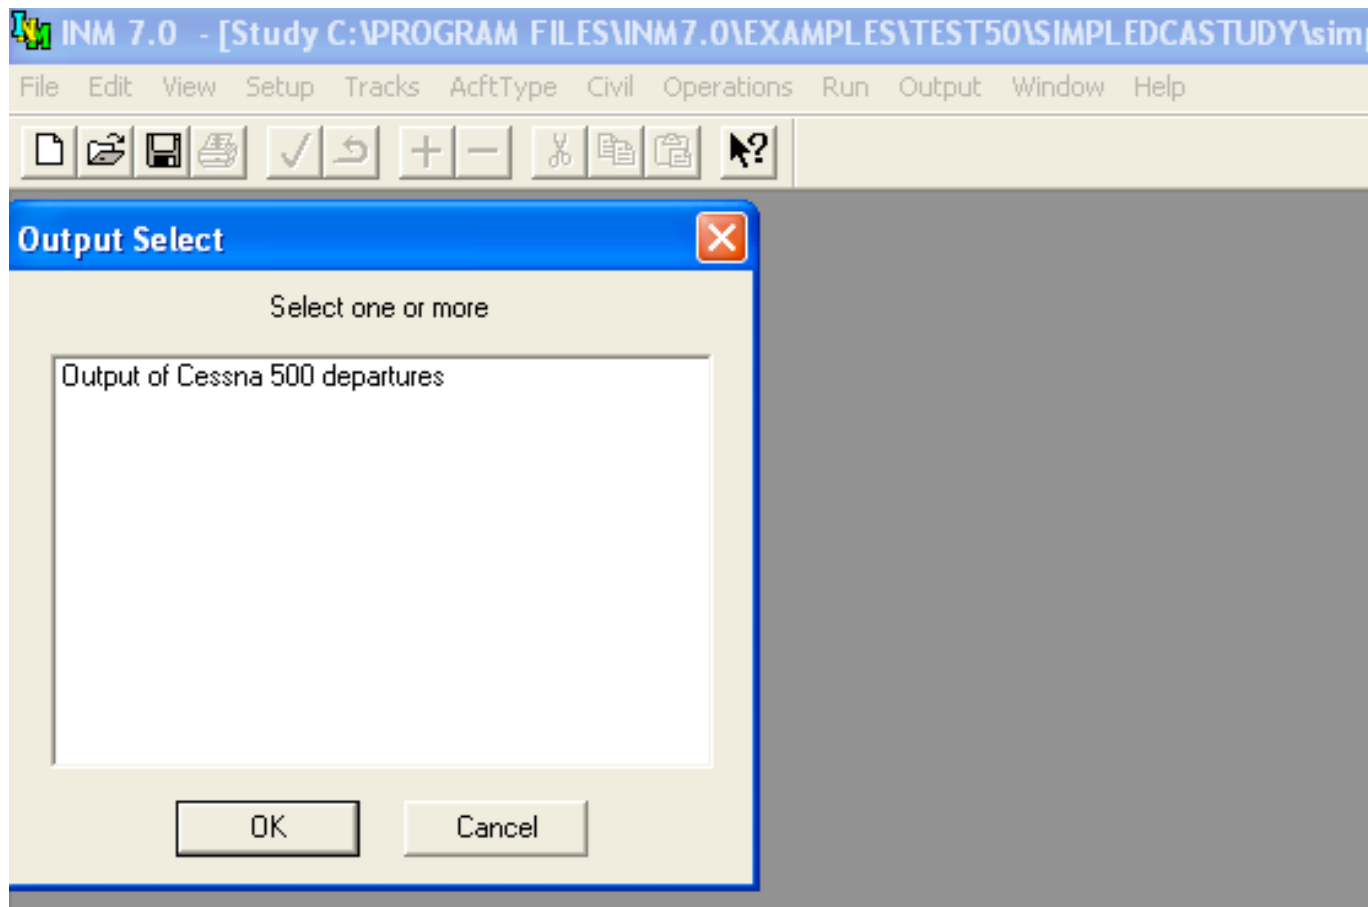 INM 7.0 - [Study C:\PROGRAM FILES\INM7.0\EXAMPLES\TEST50\SIMPLEDCASTUDY\sim
File Edit View Setup Tracks AcftType Civil Operations Run Output Window Help
Output Select
Select one or more
Output of Cessna 500 departures
OK Cancel